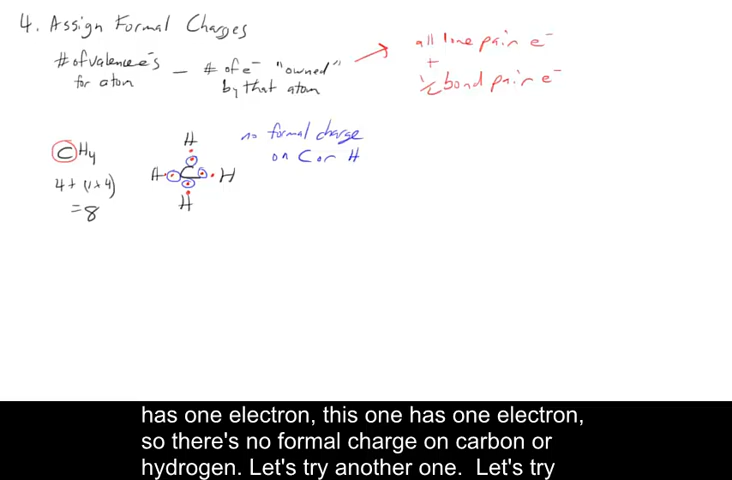 4. Assign Formal Charges
# of valence e⁻s
for atom
— # of e⁻ "owned"
by that atom
all lone pair e⁻
+
1/2 bond pair e⁻
CH4
4 + (1×4)
= 8
H
H C H
H
no formal charge
on C or H
has one electron, this one has one electron,
so there's no formal charge on carbon or
hydrogen. Let's try another one.  Let's try